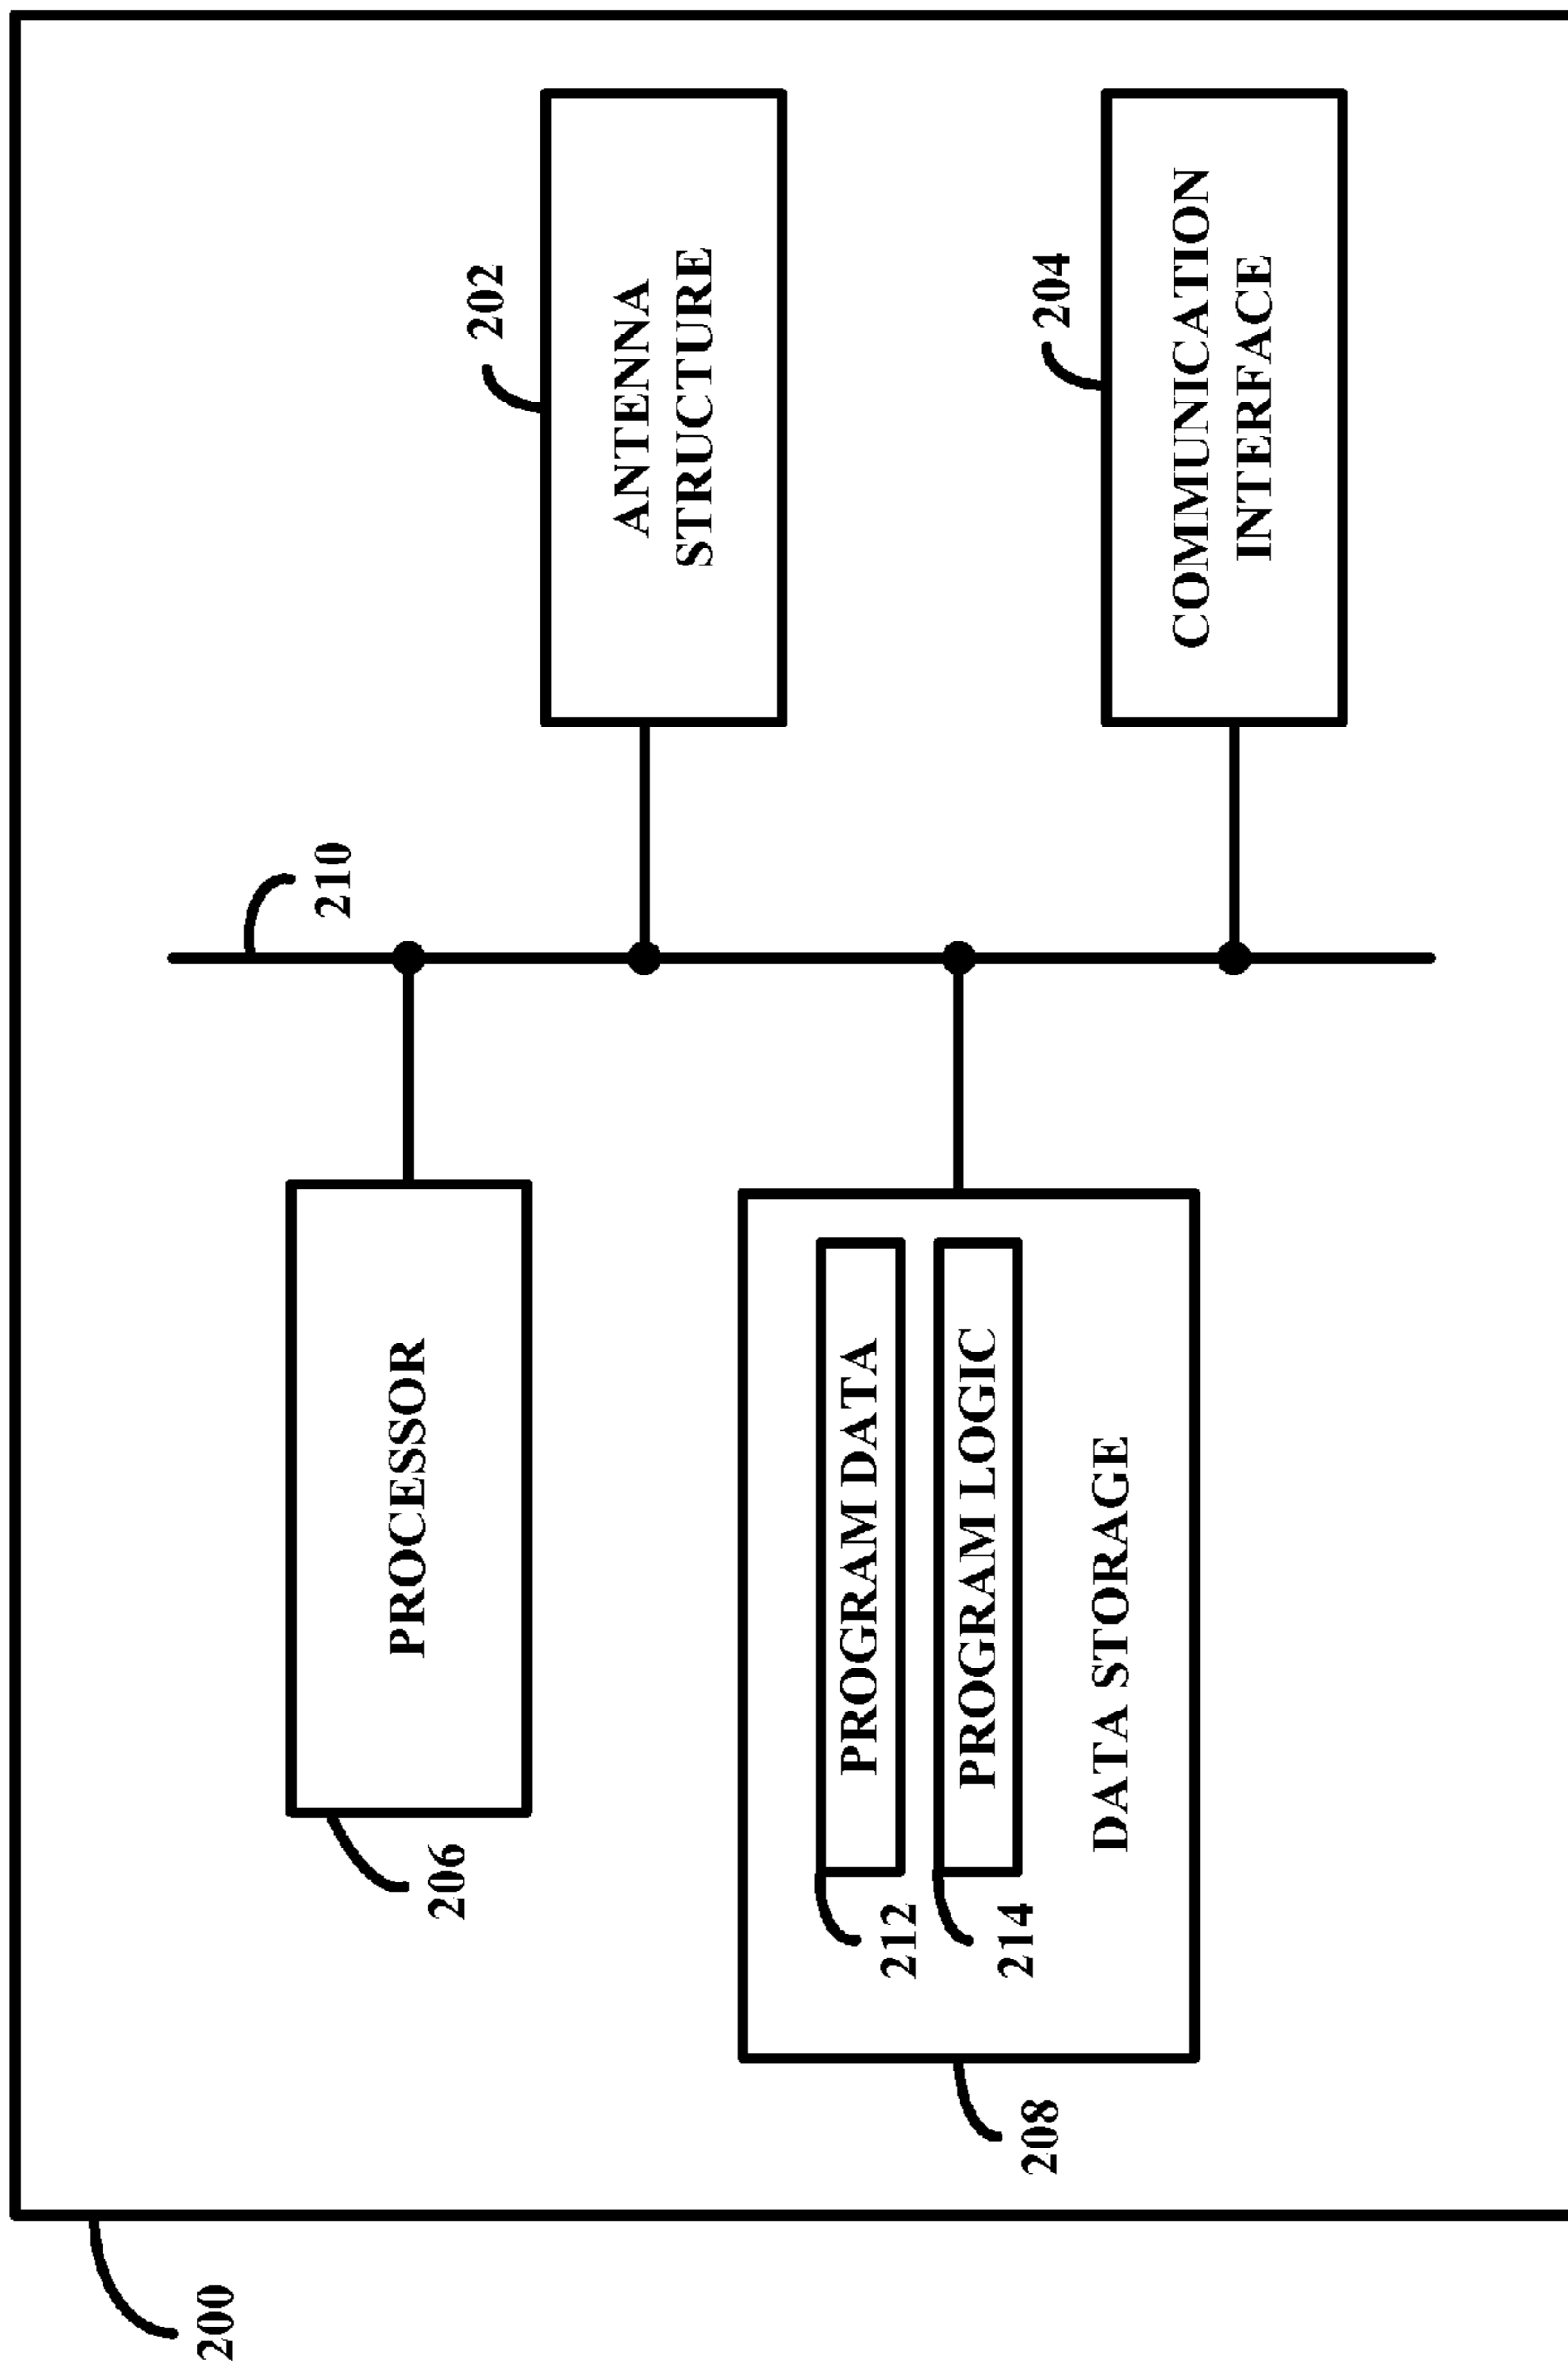 200
210
206
PROCESSOR
202
ANTENNA
STRUCTURE
212
PROGRAM DATA
214
PROGRAM LOGIC
DATA STORAGE
208
204
COMMUNICATION
INTERFACE